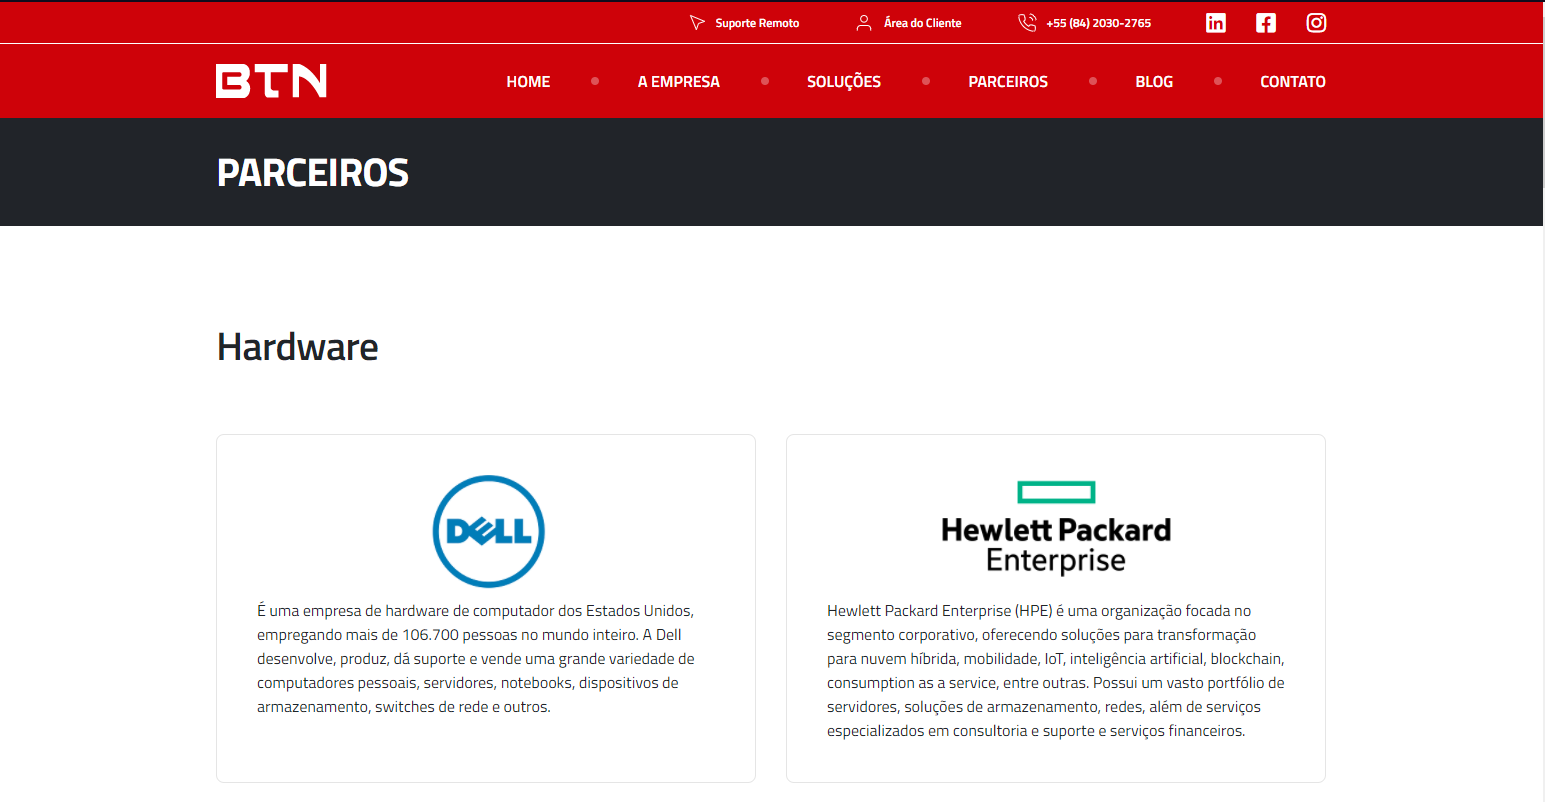 Suporte Remoto
Área do Cliente
+55 (84) 2030-2765
BTN
HOME
A EMPRESA
SOLUÇÕES
PARCEIROS
BLOG
CONTATO
PARCEIROS
Hardware
DELL
É uma empresa de hardware de computador dos Estados Unidos,
empregando mais de 106.700 pessoas no mundo inteiro. A Dell
desenvolve, produz, dá suporte e vende uma grande variedade de
computadores pessoais, servidores, notebooks, dispositivos de
armazenamento, switches de rede e outros.
Hewlett Packard
Enterprise
Hewlett Packard Enterprise (HPE) é uma organização focada no
segmento corporativo, oferecendo soluções para transformação
para nuvem híbrida, mobilidade, IoT, inteligência artificial, blockchain,
consumption as a service, entre outras. Possui um vasto portfólio de
servidores, soluções de armazenamento, redes, além de serviços
especializados em consultoria e suporte e serviços financeiros.